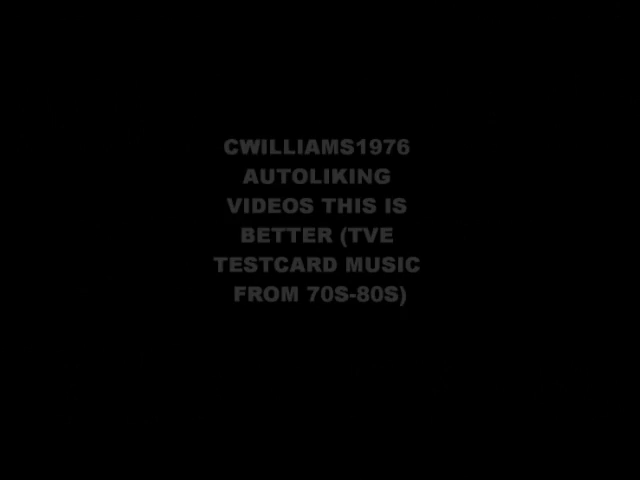 CWILLIAMS1976
AUTOLIKING
VIDEOS THIS IS
BETTER (TVE
TESTCARD MUSIC
FROM 70S-80S)